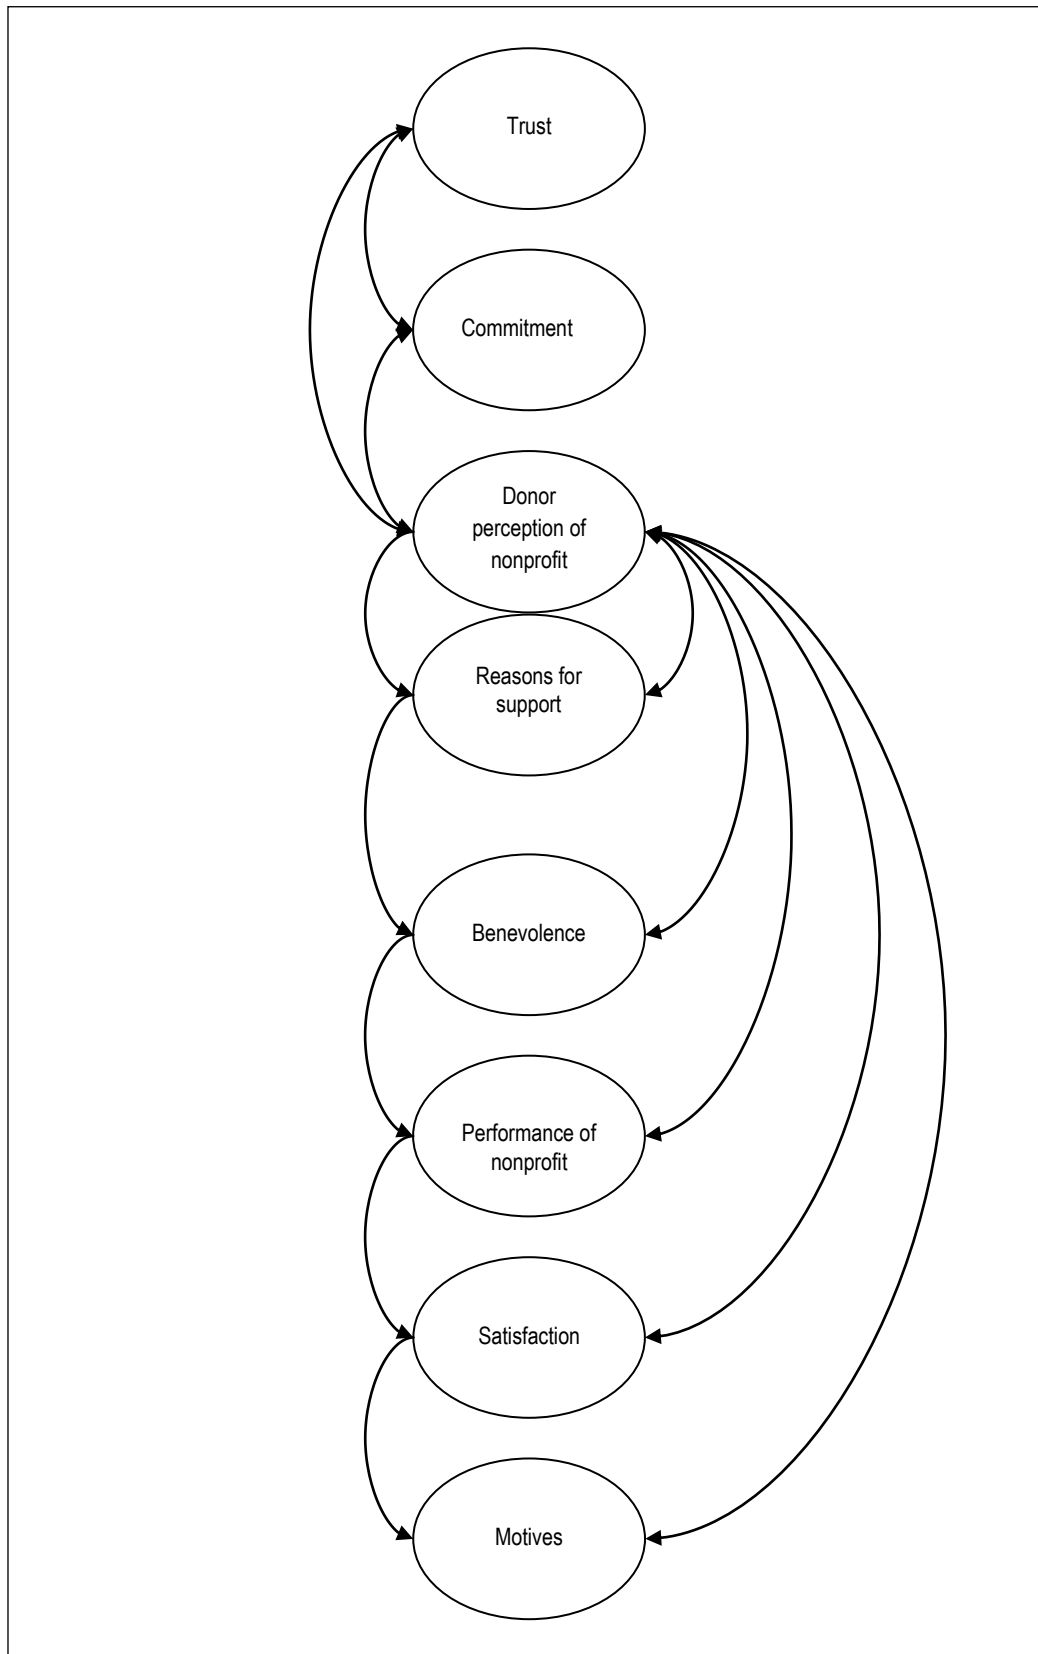 Trust
Commitment
Donor
perception of
nonprofit
Reasons for
support
Benevolence
Performance of
nonprofit
Satisfaction
Motives